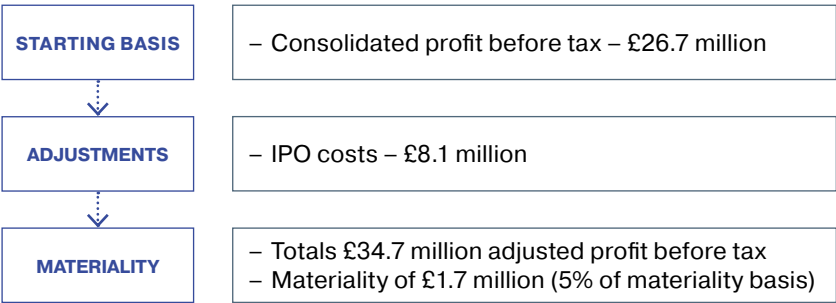 STARTING BASIS
– Consolidated profit before tax – £26.7 million
ADJUSTMENTS
– IPO costs – £8.1 million
MATERIALITY
– Totals £34.7 million adjusted profit before tax
– Materiality of £1.7 million (5% of materiality basis)